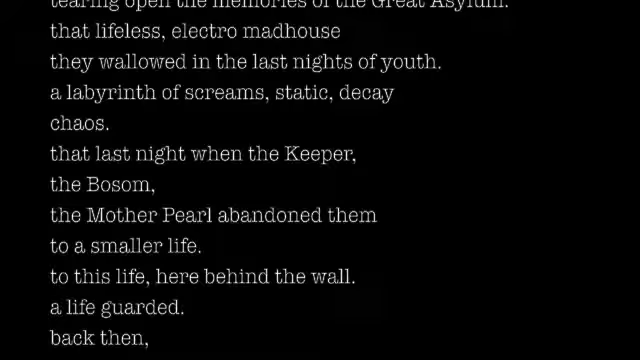 tearing open the memories of the Great Asylum.
that lifeless, electro madhouse
they wallowed in the last nights of youth.
a labyrinth of screams, static, decay
chaos.
that last night when the Keeper,
the Bosom,
the Mother Pearl abandoned them
to a smaller life.
to this life, here behind the wall.
a life guarded.
back then,